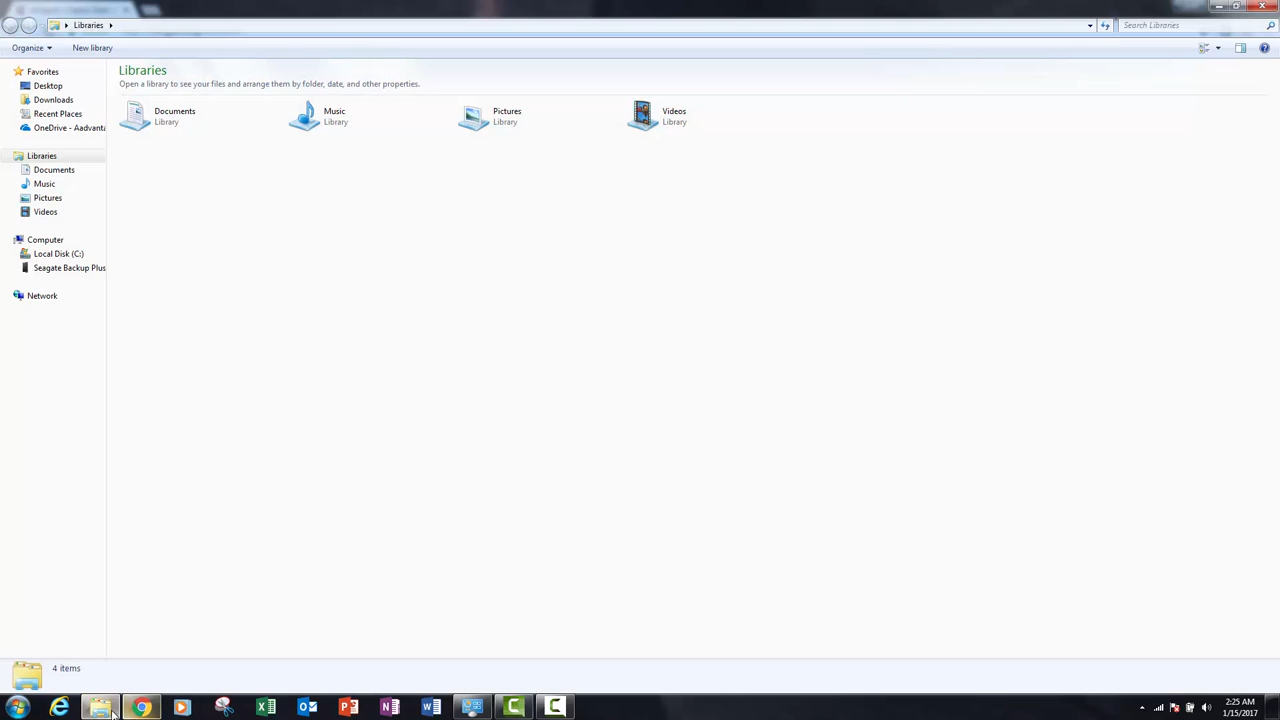 Libraries
Search Libraries
Organize
New library
Favorites
Desktop
Downloads
Recent Places
OneDrive - Aadvanta
Libraries
Documents
Music
Pictures
Videos
Computer
Local Disk (C:)
Seagate Backup Plus
Network
Libraries
Open a library to see your files and arrange them by folder, date, and other properties.
Documents
Library
Music
Library
Pictures
Library
Videos
Library
4 items
2:25 AM
1/15/2017